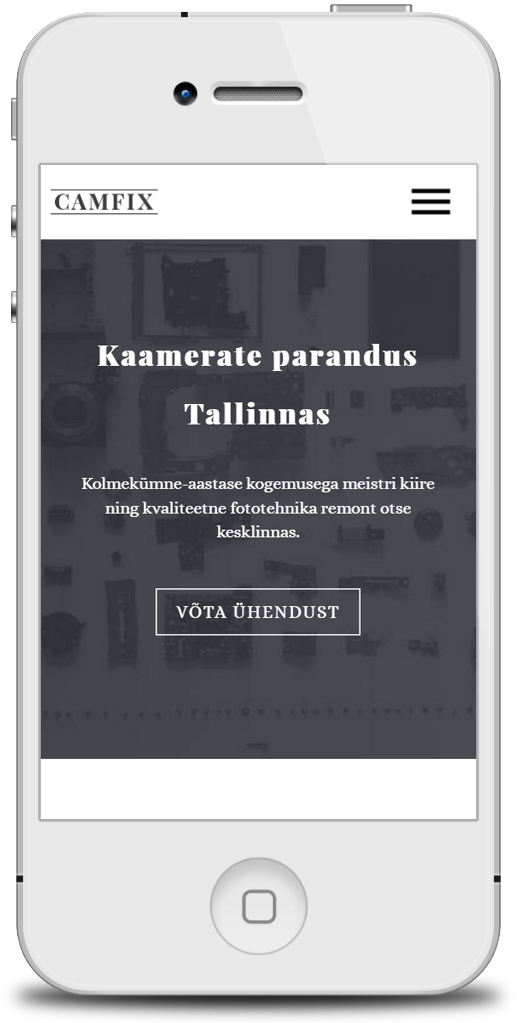 CAMFIX
Kaamerate parandus
Tallinnas
Kolmekümne-aastase kogemusega meistri kiire
ning kvaliteetne fototehnika remont otse
kesklinnas.
VÕTA ÜHENDUST